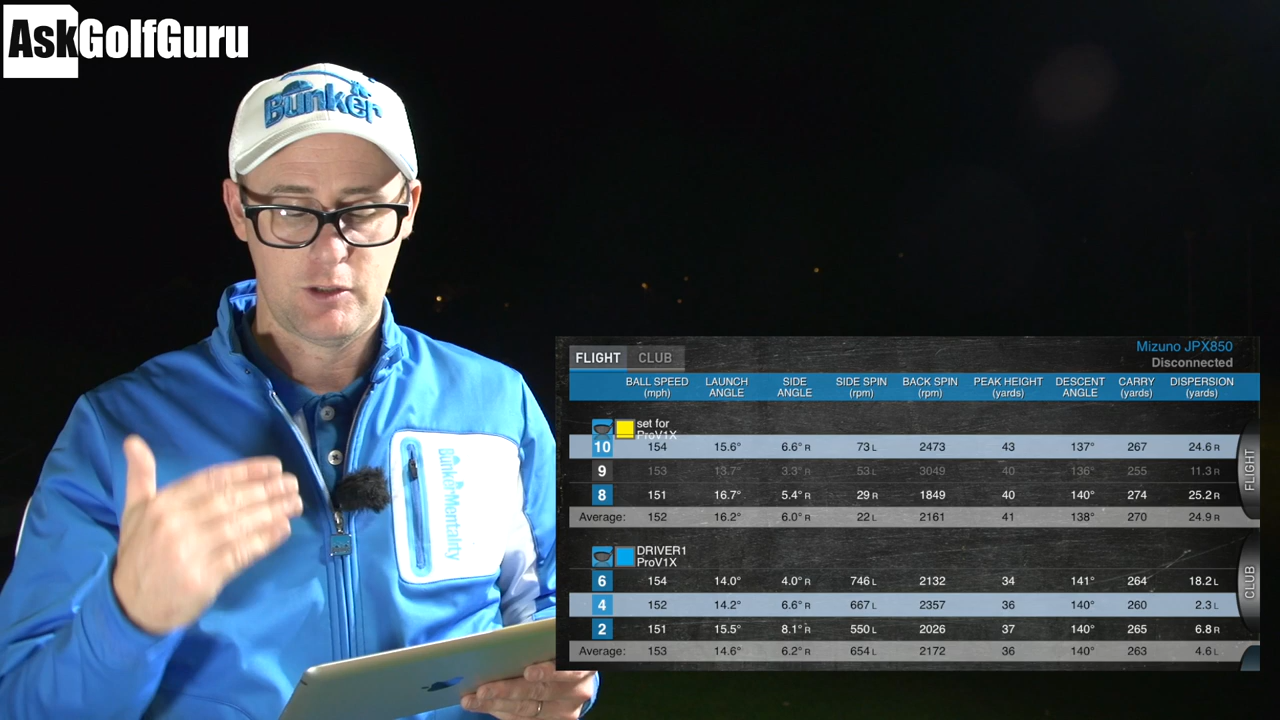 AskGolfGuru
Bunker
BunkerMentality
Mizuno JPX850
Disconnected
FLIGHT CLUB
BALL SPEED (mph) LAUNCH ANGLE SIDE ANGLE SIDE SPIN (rpm) BACK SPIN (rpm) PEAK HEIGHT (yards) DESCENT ANGLE CARRY (yards) DISPERSION (yards)
set for
ProV1X
10 154 15.6° 6.6° R 73 L 2473 43 137° 267 24.6 R
9 153 13.7° 3.3° R 53 L 3049 40 136° 255 11.3 R
8 151 16.7° 5.4° R 29 R 1849 40 140° 274 25.2 R
Average: 152 16.2° 6.0° R 22 L 2161 41 138° 270 24.9 R
FLIGHT
DRIVER1
ProV1X
6 154 14.0° 4.0° R 746 L 2132 34 141° 264 18.2 L
4 152 14.2° 6.6° R 667 L 2357 36 140° 260 2.3 L
2 151 15.5° 8.1° R 550 L 2026 37 140° 265 6.8 R
Average: 153 14.6° 6.2° R 654 L 2172 36 140° 263 4.6 L
CLUB